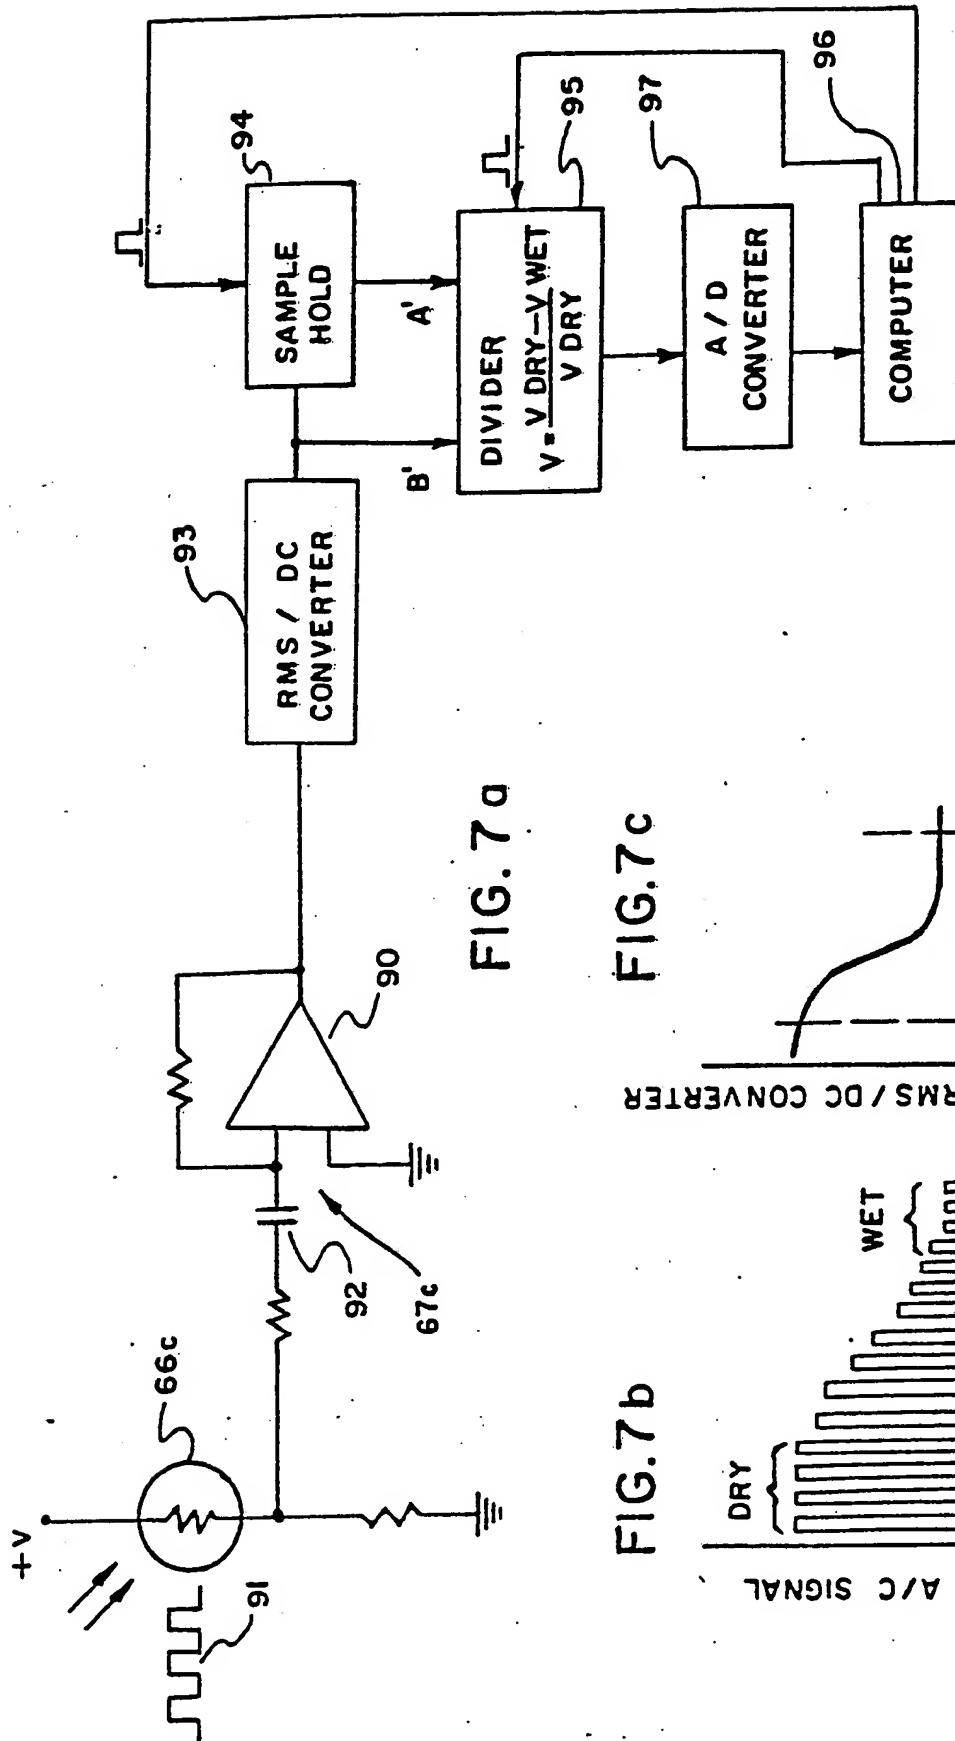 +V
66c
91
92
67c
90
RMS / DC
CONVERTER
93
SAMPLE
HOLD
94
B'
A'
DIVIDER
V = V DRY – V WET
V DRY
95
A / D
CONVERTER
97
COMPUTER
96
FIG. 7a
FIG. 7b
A/C SIGNAL
DRY
WET
FIG. 7c
RMS / DC CONVERTER